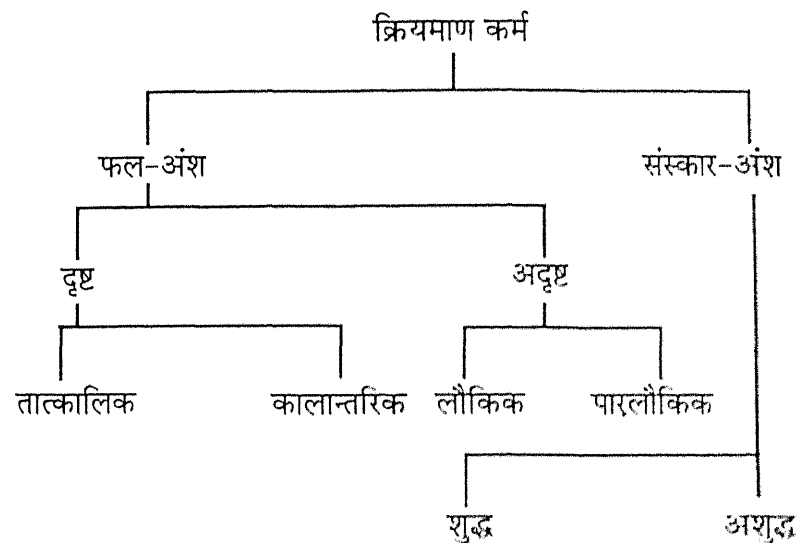 क्रियमाण कर्म
फल-अंश संस्कार-अंश
दृष्ट अदृष्ट
तात्कालिक कालान्तरिक लौकिक पारलौकिक
शुद्ध अशुद्ध